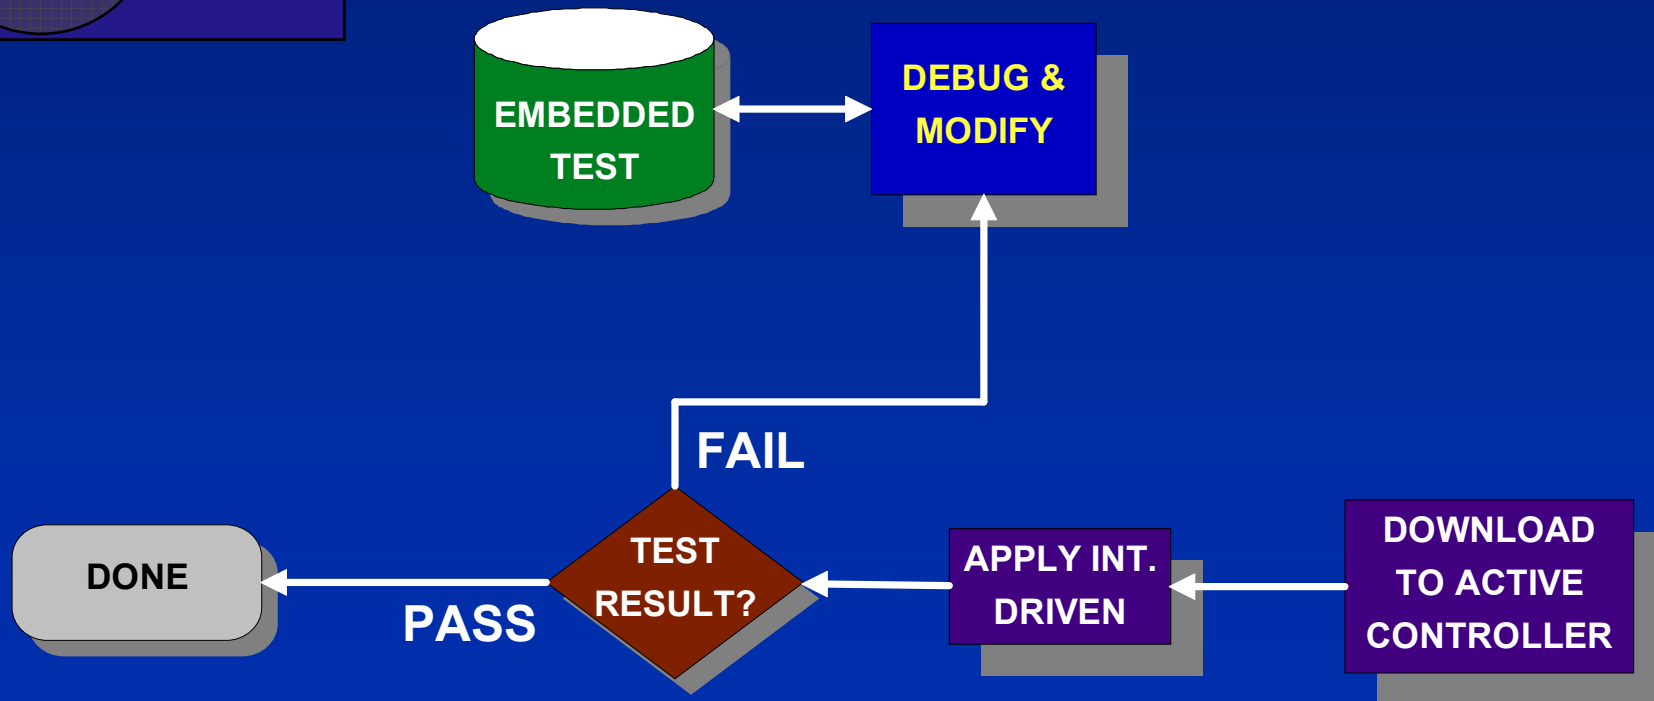 EMBEDDED
TEST
DEBUG &
MODIFY
FAIL
DONE
PASS
TEST
RESULT?
APPLY INT.
DRIVEN
DOWNLOAD
TO ACTIVE
CONTROLLER